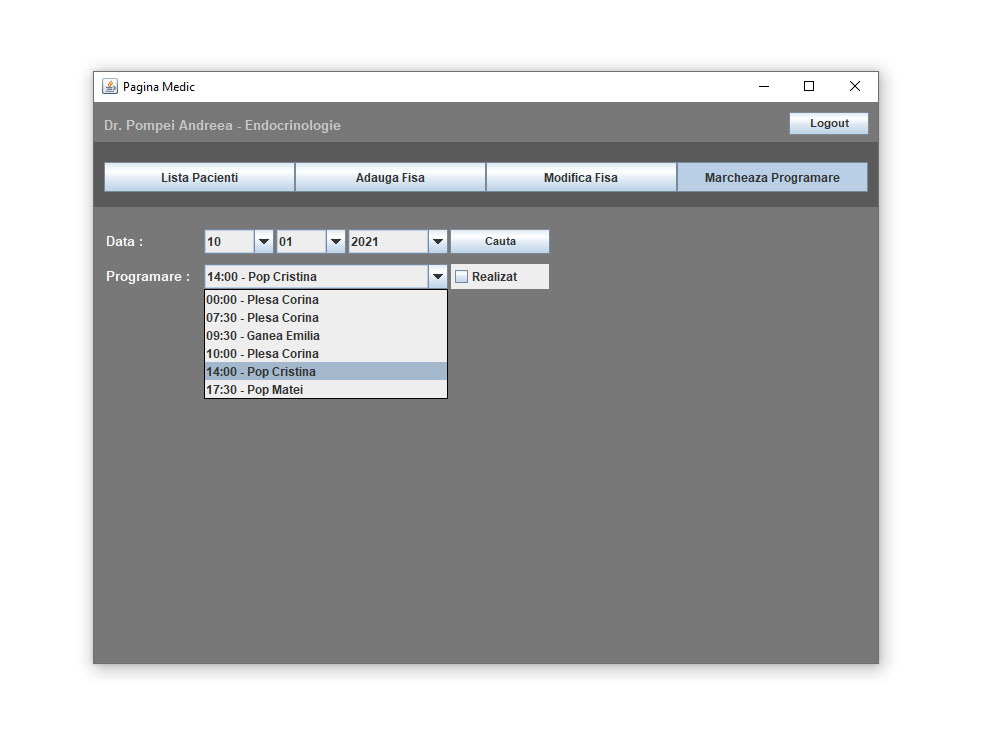 Pagina Medic
Dr. Pompei Andreea - Endocrinologie
Logout
Lista Pacienti
Adauga Fisa
Modifica Fisa
Marcheaza Programare
Data :
10
01
2021
Cauta
Programare :
14:00 - Pop Cristina
Realizat
00:00 - Plesa Corina
07:30 - Plesa Corina
09:30 - Ganea Emilia
10:00 - Plesa Corina
14:00 - Pop Cristina
17:30 - Pop Matei